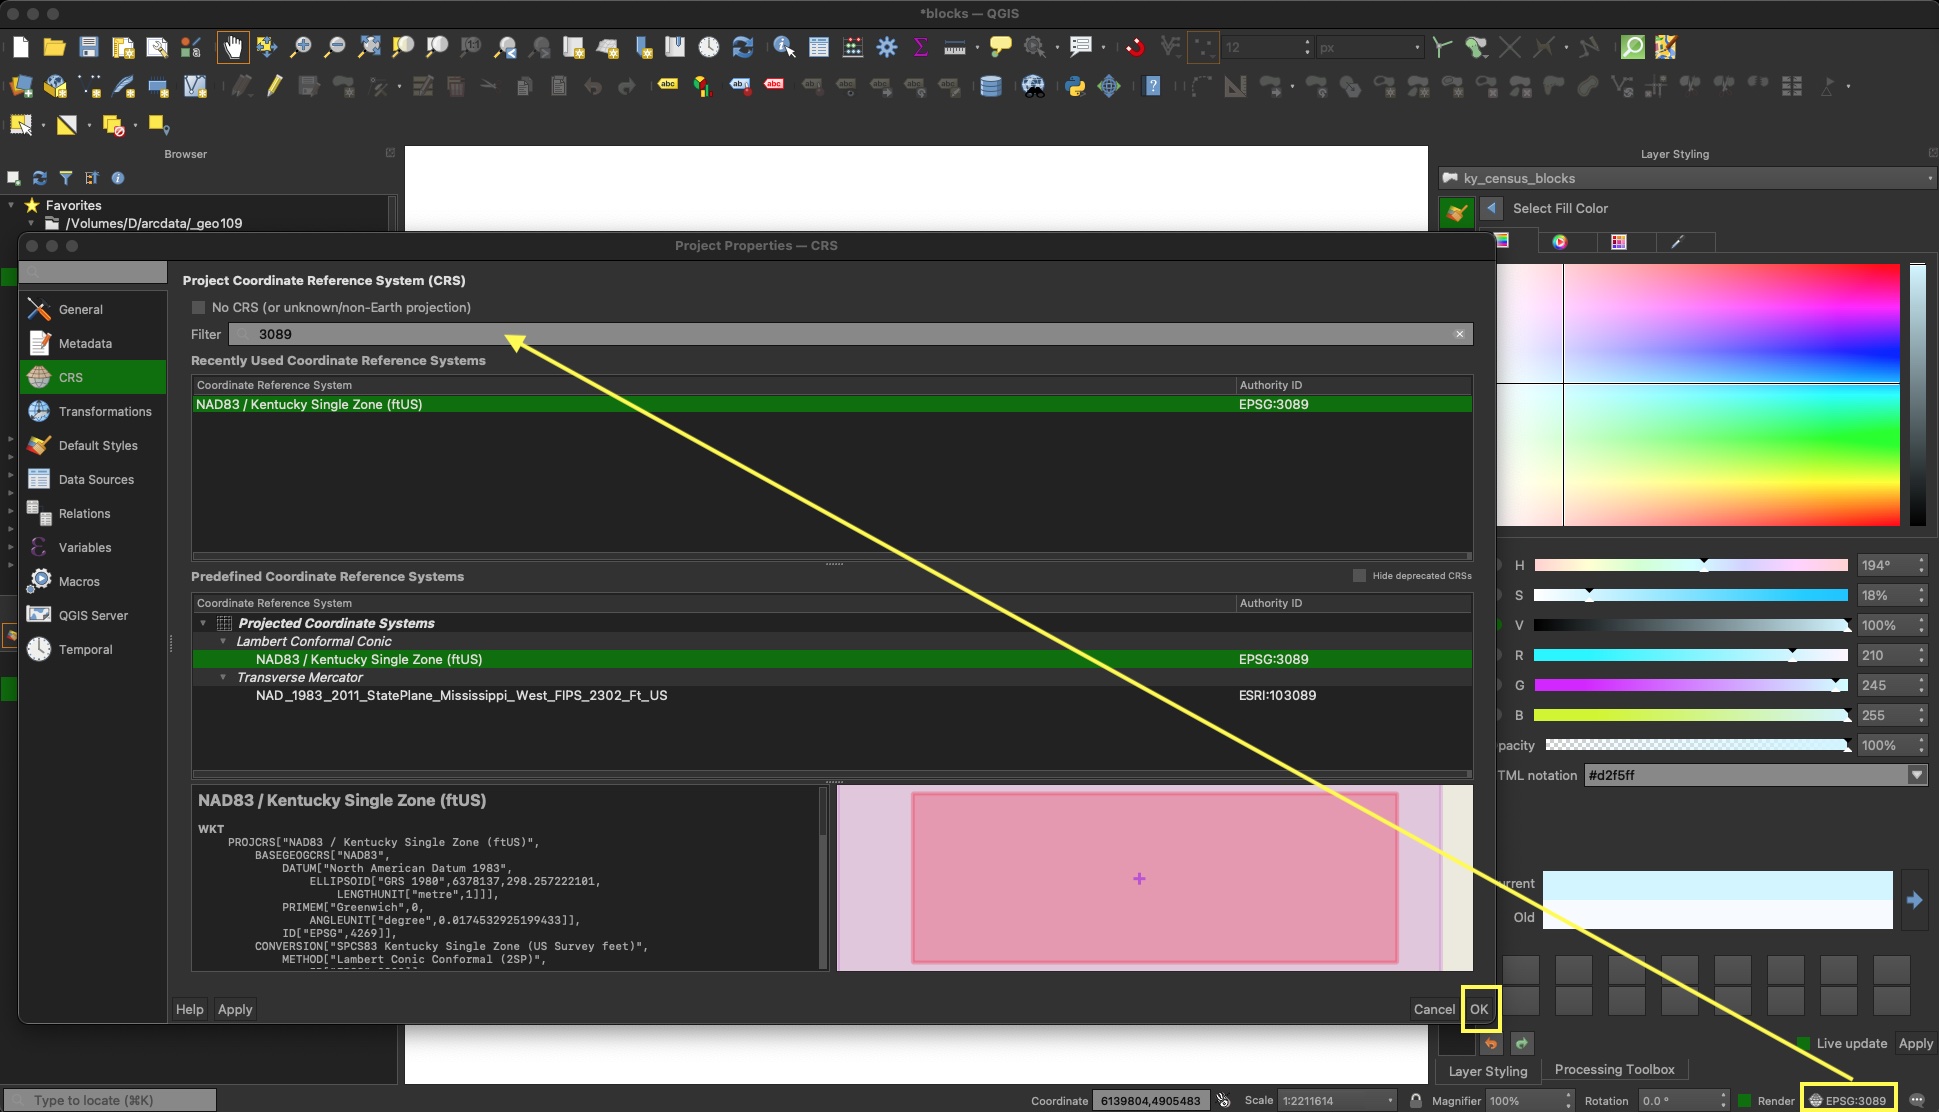 *blocks — QGIS
12
px
abc
abc
abc
Browser
Favorites
/Volumes/D/arcdata/_geo109
Layer Styling
ky_census_blocks
Select Fill Color
Project Properties — CRS
Project Coordinate Reference System (CRS)
No CRS (or unknown/non-Earth projection)
Filter
3089
Recently Used Coordinate Reference Systems
Coordinate Reference System
Authority ID
NAD83 / Kentucky Single Zone (ftUS)
EPSG:3089
General
Metadata
CRS
Transformations
Default Styles
Data Sources
Relations
Variables
Macros
QGIS Server
Temporal
Predefined Coordinate Reference Systems
Hide deprecated CRSs
Coordinate Reference System
Authority ID
Projected Coordinate Systems
Lambert Conformal Conic
NAD83 / Kentucky Single Zone (ftUS)
EPSG:3089
Transverse Mercator
NAD_1983_2011_StatePlane_Mississippi_West_FIPS_2302_Ft_US
ESRI:103089
NAD83 / Kentucky Single Zone (ftUS)
WKT
PROJCRS["NAD83 / Kentucky Single Zone (ftUS)",
BASEGEOGCRS["NAD83",
DATUM["North American Datum 1983",
ELLIPSOID["GRS 1980",6378137,298.257222101,
LENGTHUNIT["metre",1]]],
PRIMEM["Greenwich",0,
ANGLEUNIT["degree",0.0174532925199433]],
ID["EPSG",4269]],
CONVERSION["SPCS83 Kentucky Single Zone (US Survey feet)",
METHOD["Lambert Conic Conformal (2SP)",
Help
Apply
Cancel
OK
H
194°
S
18%
V
100%
R
210
G
245
B
255
pacity
100%
TML notation
#d2f5ff
urrent
Old
Live update
Apply
Layer Styling
Processing Toolbox
Type to locate (⌘K)
Coordinate
6139804,4905483
Scale
1:2211614
Magnifier
100%
Rotation
0.0 °
Render
EPSG:3089